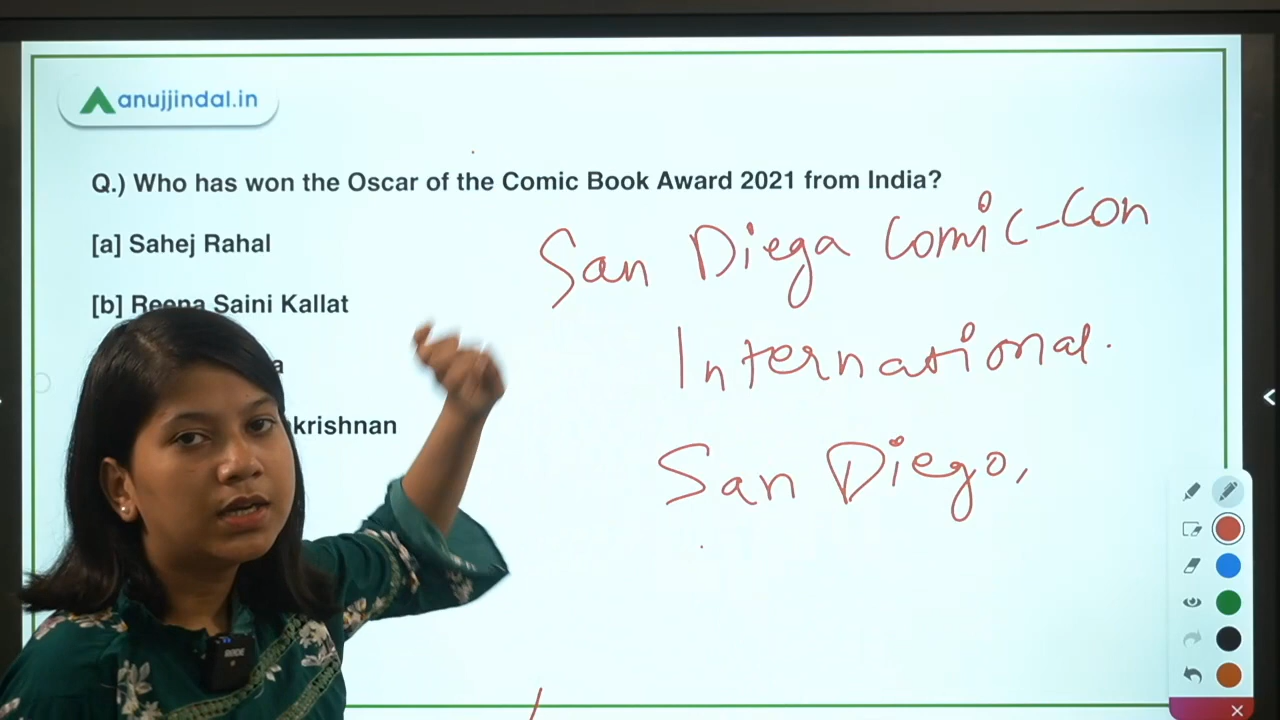 anujjindal.in
Q.) Who has won the Oscar of the Comic Book Award 2021 from India?
[a] Sahej Rahal
[b] Reena Saini Kallat
San Diega Comic-Con
International.
San Diego,
RODE